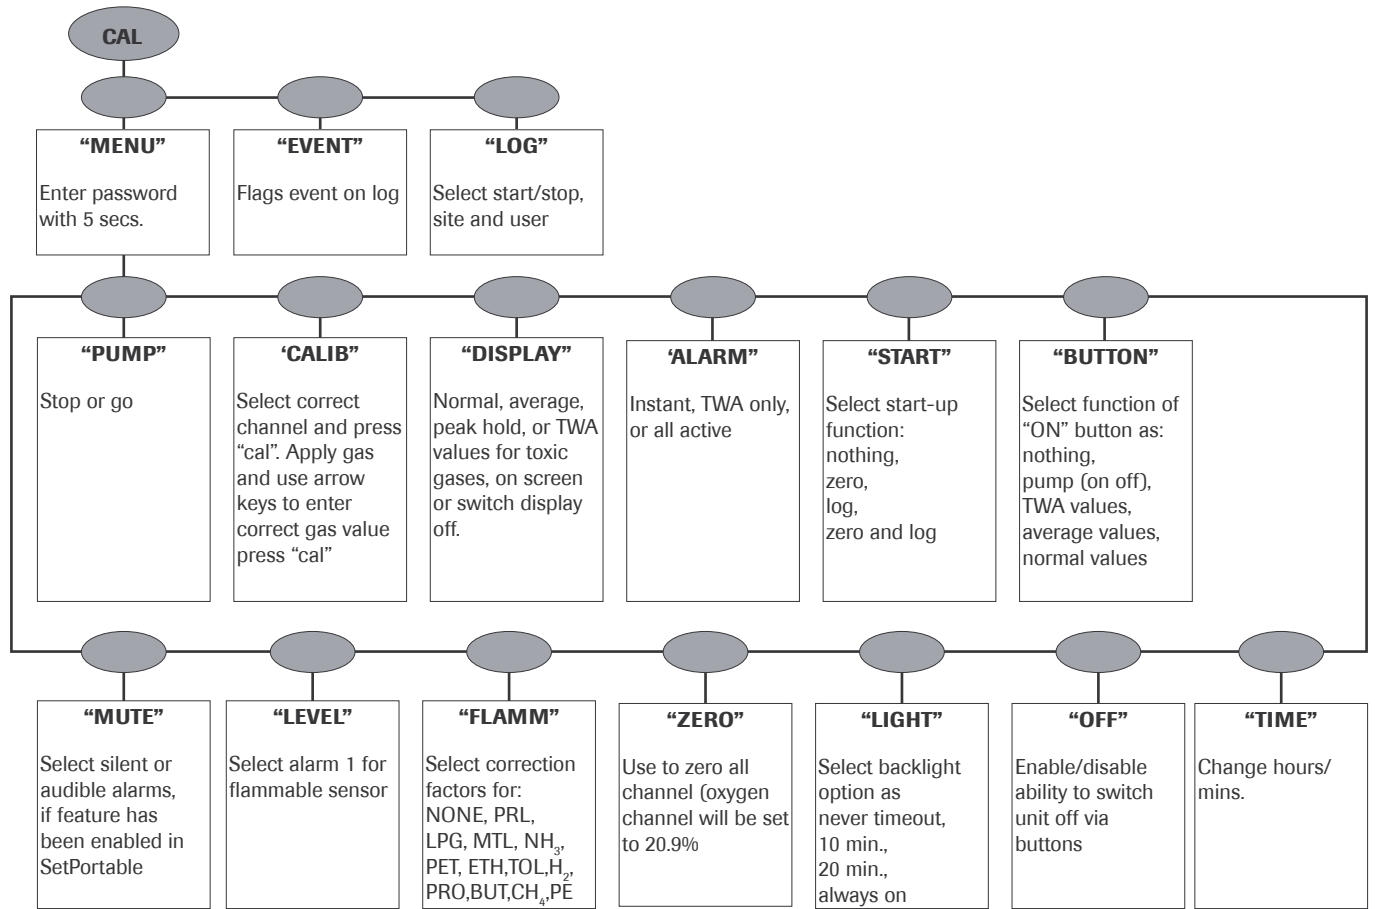 CAL
“MENU”
Enter password
with 5 secs.
“EVENT”
Flags event on log
“LOG”
Select start/stop,
site and user
“PUMP”
Stop or go
‘CALIB”
Select correct
channel and press
“cal”. Apply gas
and use arrow
keys to enter
correct gas value
press “cal”
“DISPLAY”
Normal, average,
peak hold, or TWA
values for toxic
gases, on screen
or switch display
off.
‘ALARM”
Instant, TWA only,
or all active
“START”
Select start-up
function:
nothing,
zero,
log,
zero and log
“BUTTON”
Select function of
“ON” button as:
nothing,
pump (on off),
TWA values,
average values,
normal values
“MUTE”
Select silent or
audible alarms,
if feature has
been enabled in
SetPortable
“LEVEL”
Select alarm 1 for
flammable sensor
“FLAMM”
Select correction
factors for:
NONE, PRL,
LPG, MTL, NH₃,
PET, ETH,TOL,H₂,
PRO,BUT,CH₄,PE
“ZERO”
Use to zero all
channel (oxygen
channel will be set
to 20.9%
“LIGHT”
Select backlight
option as
never timeout,
10 min.,
20 min.,
always on
“OFF”
Enable/disable
ability to switch
unit off via
buttons
“TIME”
Change hours/
mins.